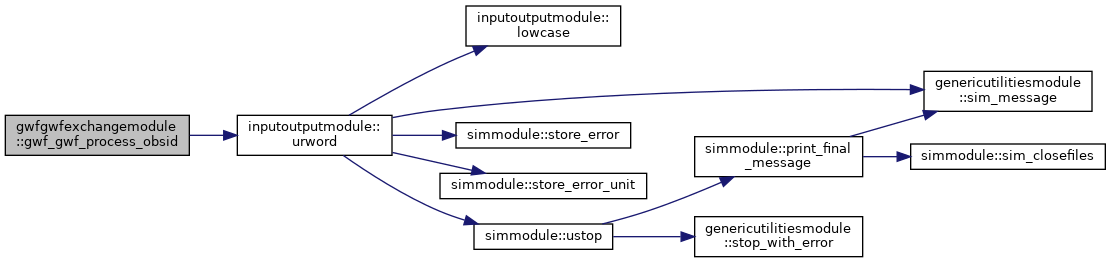 gwfgwfexchangemodule
::gwf_gwf_process_obsid
inputoutputmodule::
urword
inputoutputmodule::
lowcase
genericutilitiesmodule
::sim_message
simmodule::store_error
simmodule::store_error_unit
simmodule::ustop
simmodule::print_final
_message
simmodule::sim_closefiles
genericutilitiesmodule
::stop_with_error